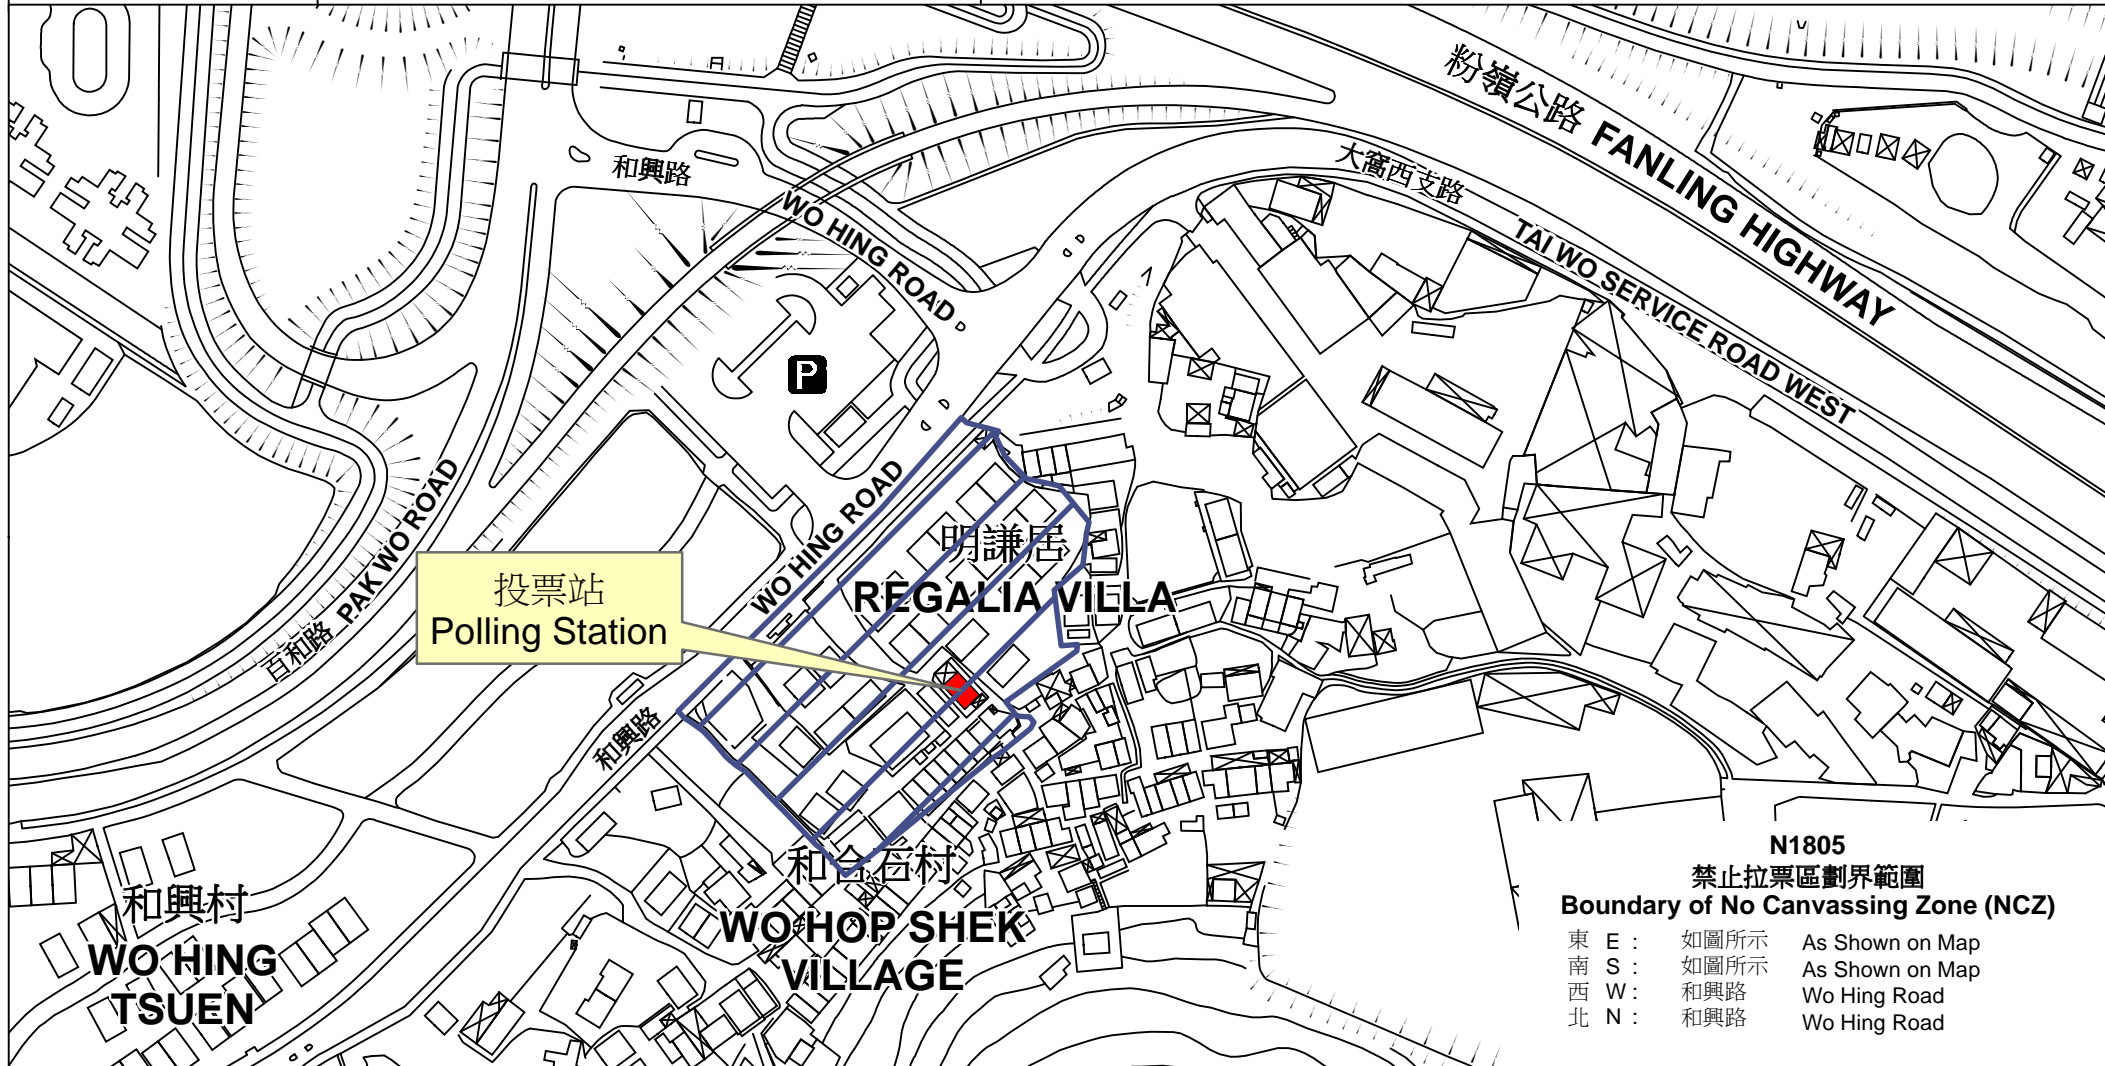 粉嶺公路 FANLING HIGHWAY
大窩西支路
TAI WO SERVICE ROAD WEST
和興路
WO HING ROAD
P
百和路 PAK WO ROAD
WO HING ROAD
和興路
明謙居
REGALIA VILLA
投票站
Polling Station
和合石村
WO HOP SHEK
VILLAGE
和興村
WO HING
TSUEN
N1805
禁止拉票區劃界範圍
Boundary of No Canvassing Zone (NCZ)
東 E : 如圖所示 As Shown on Map
南 S : 如圖所示 As Shown on Map
西 W : 和興路 Wo Hing Road
北 N : 和興路 Wo Hing Road